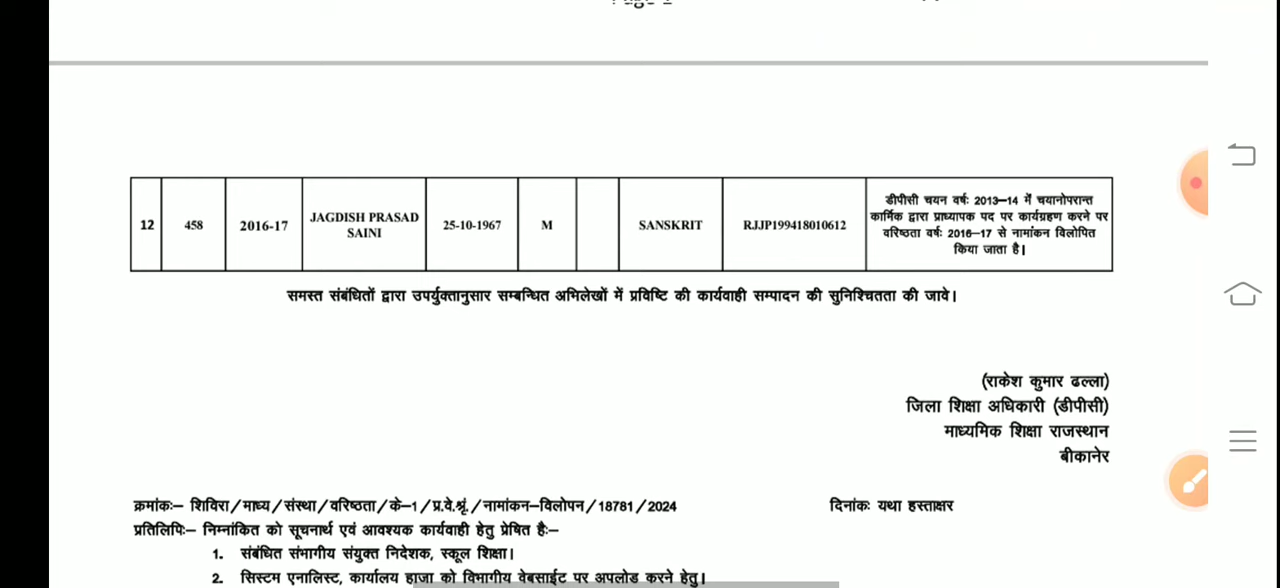 12 458 2016-17 JAGDISH PRASAD SAINI 25-10-1967 M SANSKRIT RJJP199418010612
डीपीसी चयन वर्षः 2013–14 में चयानोपरान्त
कार्मिक द्वारा प्राध्यापक पद पर कार्यग्रहण करने पर
वरिष्ठता वर्षः 2016–17 से नामांकन विलोपित
किया जाता है।
समस्त संबंधितों द्वारा उपर्युक्तानुसार सम्बन्धित अभिलेखों में प्रविष्टि की कार्यवाही सम्पादन की सुनिश्चितता की जावे।
(राकेश कुमार ढल्ला)
जिला शिक्षा अधिकारी (डीपीसी)
माध्यमिक शिक्षा राजस्थान
बीकानेर
क्रमांकः– शिविरा/माध्य/संस्था/वरिष्ठता/के–1/प्र.वे.श्रृं./नामांकन–विलोपन/18781/2024 दिनांकः यथा हस्ताक्षर
प्रतिलिपिः– निम्नांकित को सूचनार्थ एवं आवश्यक कार्यवाही हेतु प्रेषित हैः–
1. संबंधित संभागीय संयुक्त निदेशक, स्कूल शिक्षा।
2. सिस्टम एनालिस्ट, कार्यालय हाजा को विभागीय वेबसाईट पर अपलोड करने हेतु।